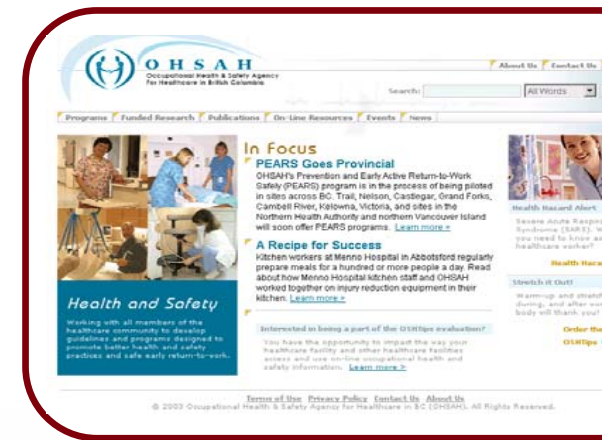 OHSAH
Occupational Health & Safety Agency
for Healthcare in British Columbia
About Us Contact Us
Search: All Words
Programs Funded Research Publications On-Line Resources Events News
In Focus
PEARS Goes Provincial
OHSAH's Prevention and Early Active Return-to-Work
Safely (PEARS) program is in the process of being piloted
in sites across BC. Trail, Nelson, Castlegar, Grand Forks,
Cambell River, Kelowna, Victoria, and sites in the
Northern Health Authority and northern Vancouver Island
will soon offer PEARS programs. Learn more >
A Recipe for Success
Kitchen workers at Menno Hospital in Abbotsford regularly
prepare meals for a hundred or more people a day. Read
about how Menno Hospital kitchen staff and OHSAH
worked together on injury reduction equipment in their
kitchen. Learn more >
Interested in being a part of the OSHTips evaluation?
You have the opportunity to impact the way your
healthcare facility and other healthcare facilities
access and use on-line occupational health and
safety information. Learn more >
Health and Safety
Working with all members of the
healthcare community to develop
guidelines and programs designed to
promote better health and safety
practices and safe early return-to-work.
Health Hazard Alert
Severe Acute Respir
Syndrome (SARS). W
you need to know as
healthcare worker?
Health Haza
Stretch it Out!
Warm-up and stretch
during, and after wor
body will thank you!
Order the
OSHTips
Terms of Use Privacy Policy Contact Us About Us
© 2003 Occupational Health & Safety Agency for Healthcare in BC (OHSAH). All Rights Reserved.